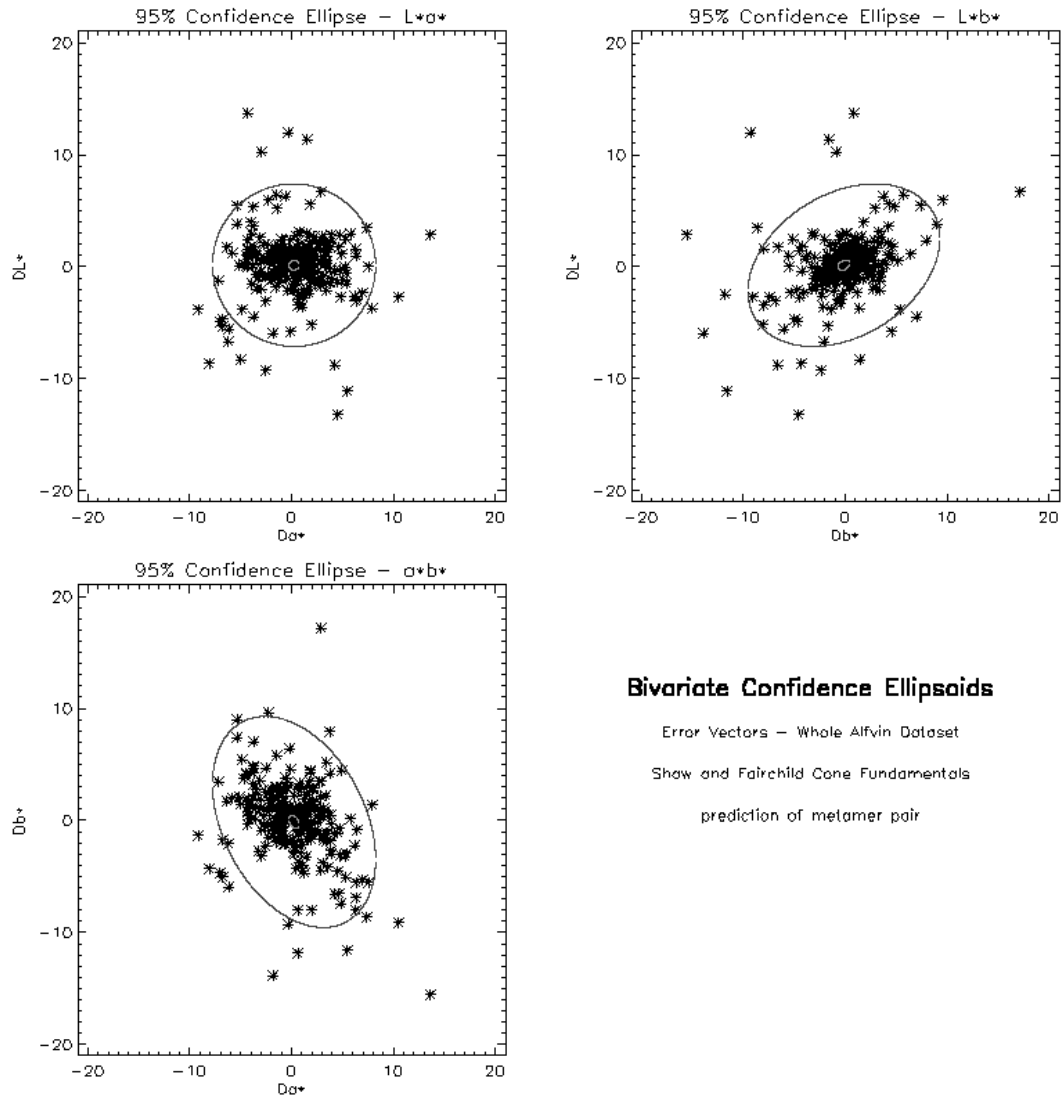 95% Confidence Ellipse – L*a*
20
10
0
−10
−20
DL*
−20
−10
0
10
20
Da*
95% Confidence Ellipse – L*b*
20
10
0
−10
−20
DL*
−20
−10
0
10
20
Db*
95% Confidence Ellipse – a*b*
20
10
0
−10
−20
Db*
−20
−10
0
10
20
Da*
Bivariate Confidence Ellipsoids
Error Vectors – Whole Alfvin Dataset
Shaw and Fairchild Cone Fundamentals
prediction of metamer pair